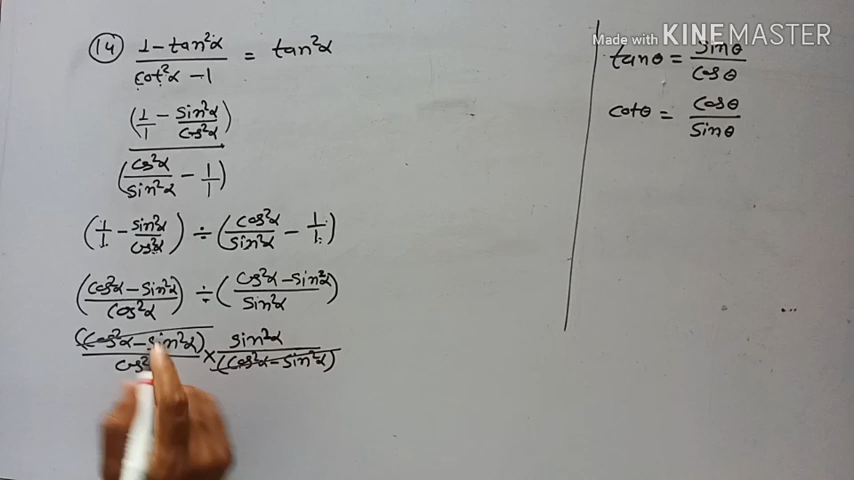 14 (1 - tan²α)/(cot²α - 1) = tan²α
(1/1 - sin²α/cos²α)/(cos²α/sin²α - 1/1)
(1/1 - sin²α/cos²α) ÷ (cos²α/sin²α - 1/1)
((cos²α - sin²α)/cos²α) ÷ ((cos²α - sin²α)/sin²α)
(cos²α - sin²α)/cos² × sin²α/(cos²α - sin²α)
Made with KINEMASTER
tanθ = sinθ/cosθ
cotθ = cosθ/sinθ